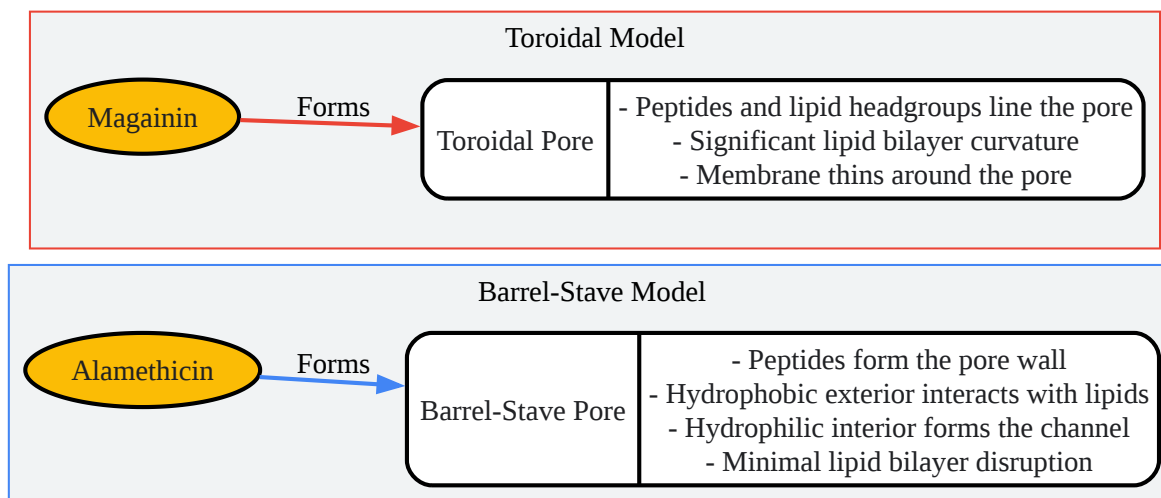 Toroidal Model
Magainin
Forms
Toroidal Pore
- Peptides and lipid headgroups line the pore
- Significant lipid bilayer curvature
- Membrane thins around the pore
Barrel-Stave Model
Alamethicin
Forms
Barrel-Stave Pore
- Peptides form the pore wall
- Hydrophobic exterior interacts with lipids
- Hydrophilic interior forms the channel
- Minimal lipid bilayer disruption